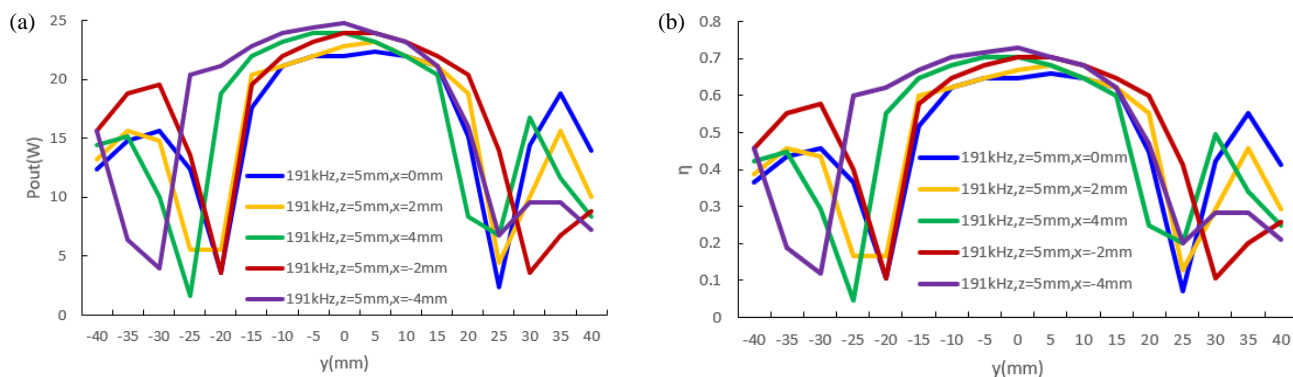 (a)
25
20
15
10
5
0
Pout(W)
191kHz,z=5mm,x=0mm
191kHz,z=5mm,x=2mm
191kHz,z=5mm,x=4mm
191kHz,z=5mm,x=-2mm
191kHz,z=5mm,x=-4mm
-40 -35 -30 -25 -20 -15 -10 -5 0 5 10 15 20 25 30 35 40
y(mm)
(b)
η
0.8
0.7
0.6
0.5
0.4
0.3
0.2
0.1
0
191kHz,z=5mm,x=0mm
191kHz,z=5mm,x=2mm
191kHz,z=5mm,x=4mm
191kHz,z=5mm,x=-2mm
191kHz,z=5mm,x=-4mm
-40 -35 -30 -25 -20 -15 -10 -5 0 5 10 15 20 25 30 35 40
y(mm)